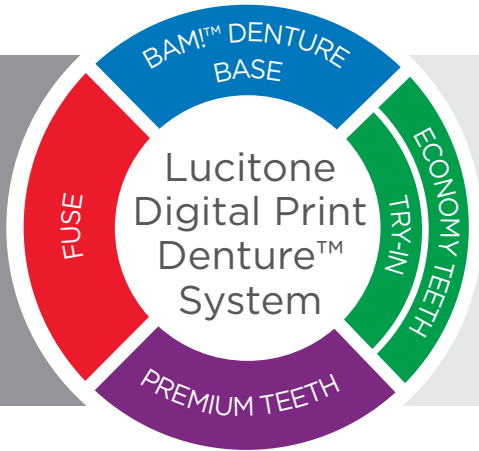 BAM!™ DENTURE
BASE
ECONOMY TEETH
TRY-IN
FUSE
Lucitone
Digital Print
Denture™
System
PREMIUM TEETH